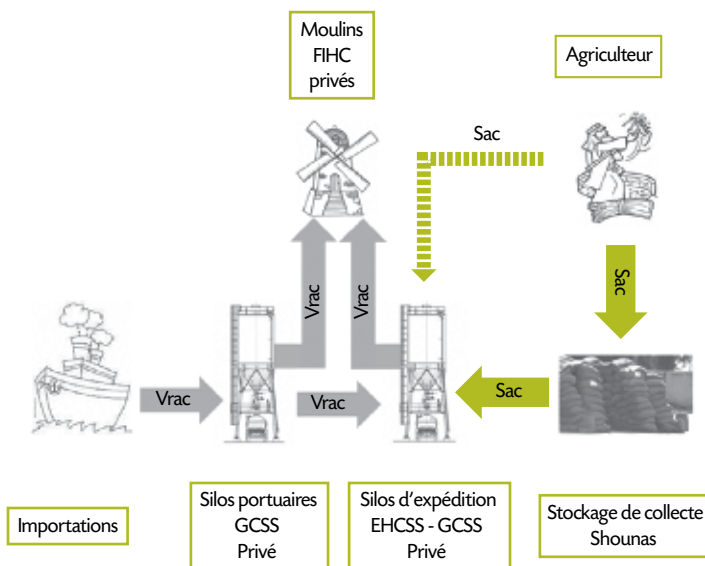 Moulins
FIHC
privés
Agriculteur
Sac
Sac
Vrac
Vrac
Vrac
Vrac
Sac
Importations
Silos portuaires
GCSS
Privé
Silos d'expédition
EHCSS - GCSS
Privé
Stockage de collecte
Shounas